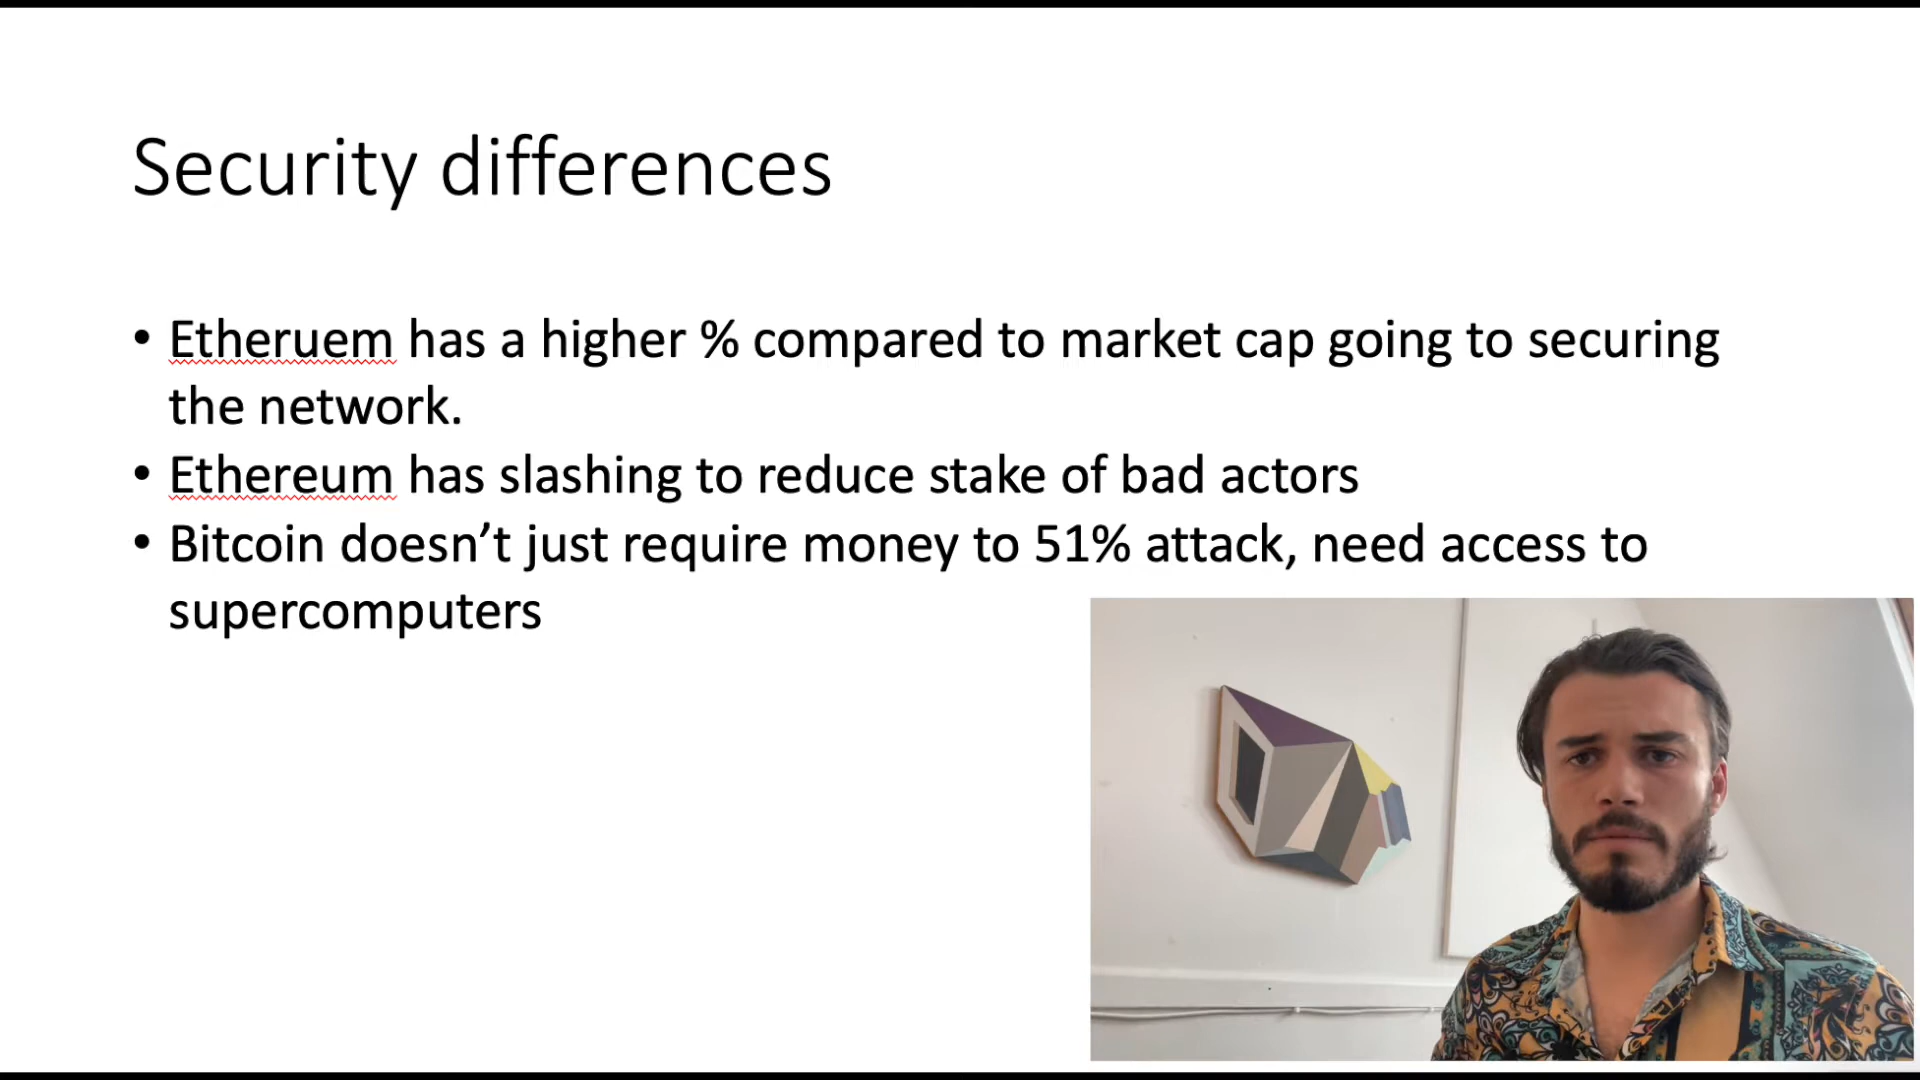 Security differences
• Etheruem has a higher % compared to market cap going to securing
the network.
• Ethereum has slashing to reduce stake of bad actors
• Bitcoin doesn’t just require money to 51% attack, need access to
supercomputers